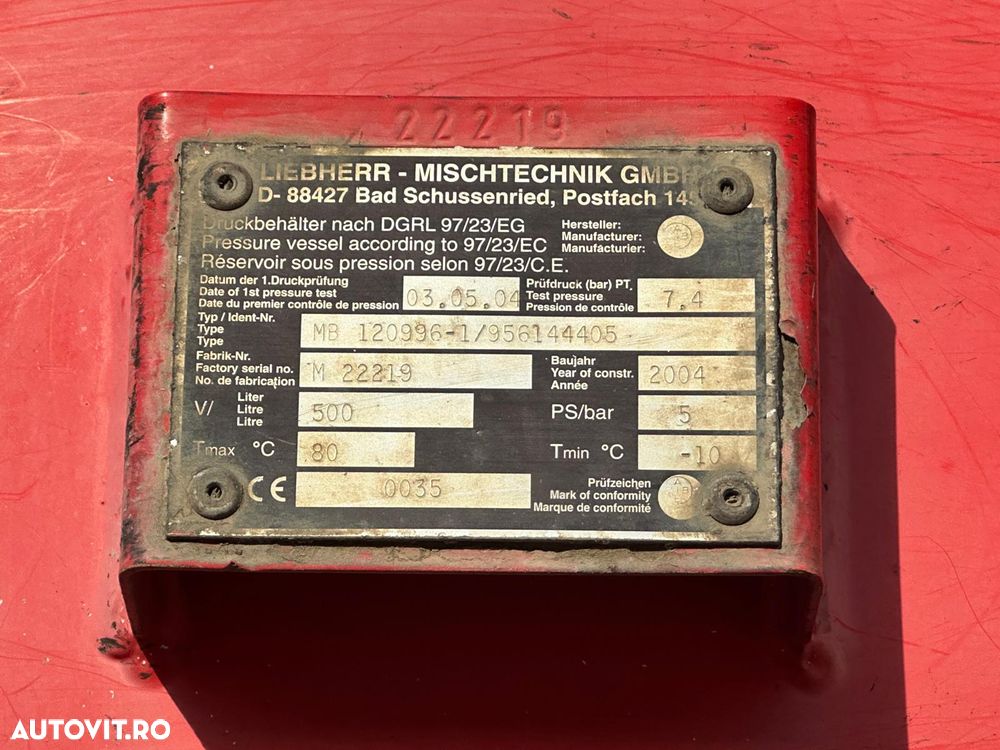 22219
LIEBHERR - MISCHTECHNIK GMBH
D- 88427 Bad Schussenried, Postfach
Druckbehälter nach DGRL 97/23/EG
Pressure vessel according to 97/23/EC
Réservoir sous pression selon 97/23/C.E.
Hersteller:
Manufacturer:
Manufacturier:
Datum der 1.Druckprüfung
Date of 1st pressure test
Date du premier contrôle de pression
03.05.04
Prüfdruck (bar) PT
Test pressure
Pression de contrôle
7.4
Typ / Ident-Nr.
Type
Type
MB 120996-1/956144405
Fabrik-Nr.
Factory serial no.
No. de fabrication
M 22219
Baujahr
Year of constr.
Année
2004
V/
Liter
Litre
Litre
500
PS/bar
5
Tmax °C
80
Tmin °C
-10
CE
0035
Prüfzeichen
Mark of conformity
Marque de conformité
AUTOVIT.RO